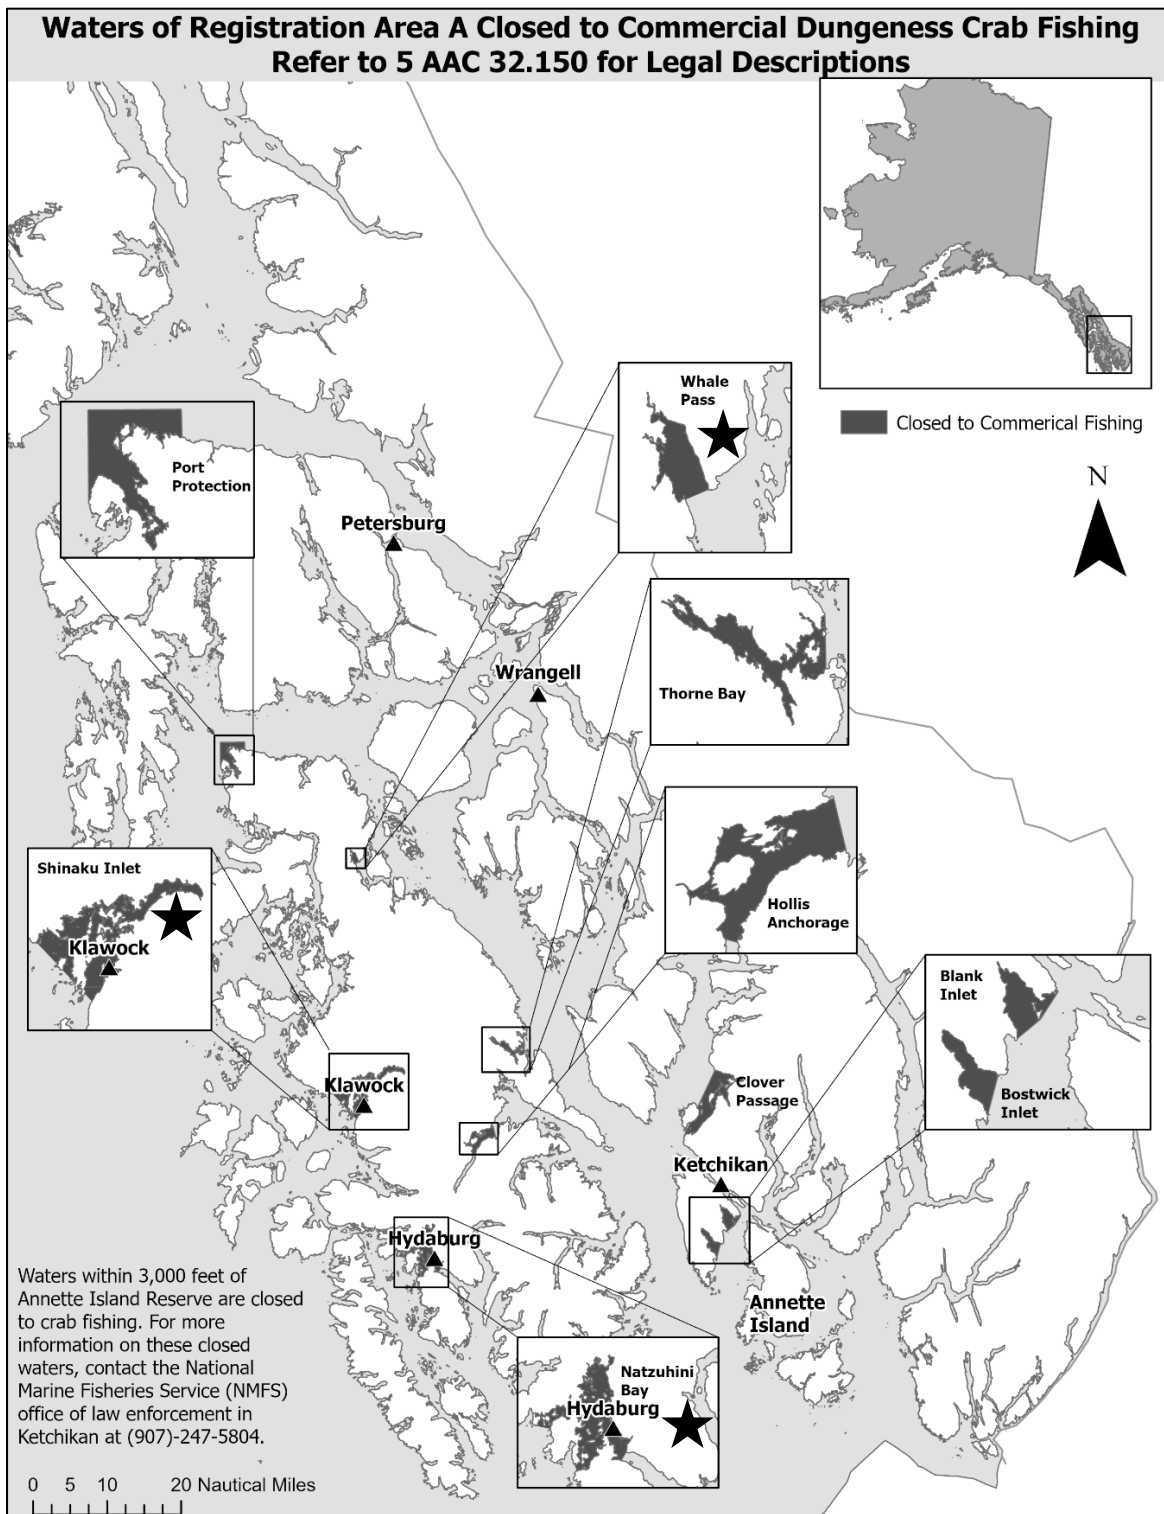 Waters of Registration Area A Closed to Commercial Dungeness Crab Fishing
Refer to 5 AAC 32.150 for Legal Descriptions
Closed to Commerical Fishing
N
Whale
Pass
Port
Protection
Petersburg
Thorne Bay
Wrangell
Hollis
Anchorage
Shinaku Inlet
Klawock
Blank
Inlet
Bostwick
Inlet
Klawock
Clover
Passage
Ketchikan
Hydaburg
Annette
Island
Natzuhini
Bay
Hydaburg
Waters within 3,000 feet of
Annette Island Reserve are closed
to crab fishing. For more
information on these closed
waters, contact the National
Marine Fisheries Service (NMFS)
office of law enforcement in
Ketchikan at (907)-247-5804.
0 5 10 20 Nautical Miles